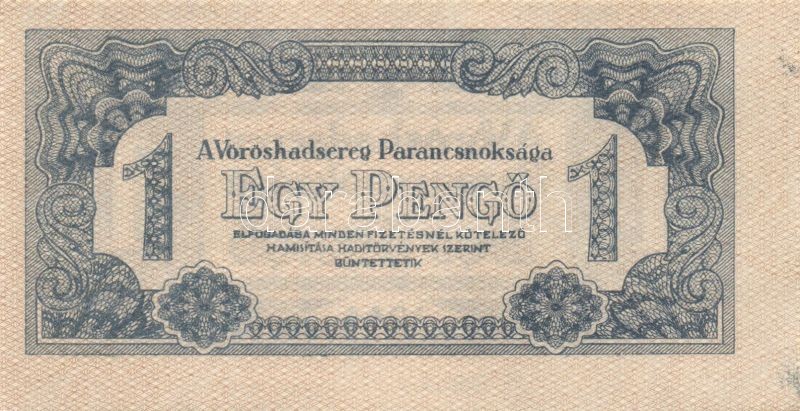 A Vöröshadsereg Parancsnoksága
1 EGY PENGŐ 1
ELFOGADÁSA MINDEN FIZETÉSNÉL KÖTELEZŐ
HAMISÍTÁSA HADITÖRVÉNYEK SZERINT
BÜNTETTETIK